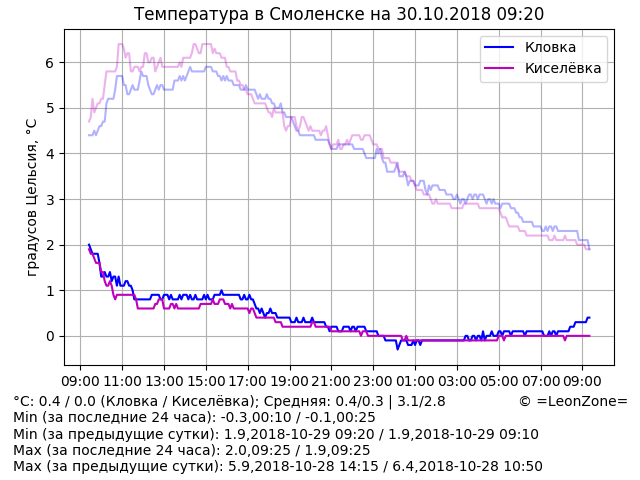 Температура в Смоленске на 30.10.2018 09:20
Кловка
Киселёвка
градусов Цельсия, °C
6
5
4
3
2
1
0
09:00 11:00 13:00 15:00 17:00 19:00 21:00 23:00 01:00 03:00 05:00 07:00 09:00
°C: 0.4 / 0.0 (Кловка / Киселёвка); Средняя: 0.4/0.3 | 3.1/2.8 © =LeonZone=
Min (за последние 24 часа): -0.3,00:10 / -0.1,00:25
Min (за предыдущие сутки): 1.9,2018-10-29 09:20 / 1.9,2018-10-29 09:10
Max (за последние 24 часа): 2.0,09:25 / 1.9,09:25
Max (за предыдущие сутки): 5.9,2018-10-28 14:15 / 6.4,2018-10-28 10:50